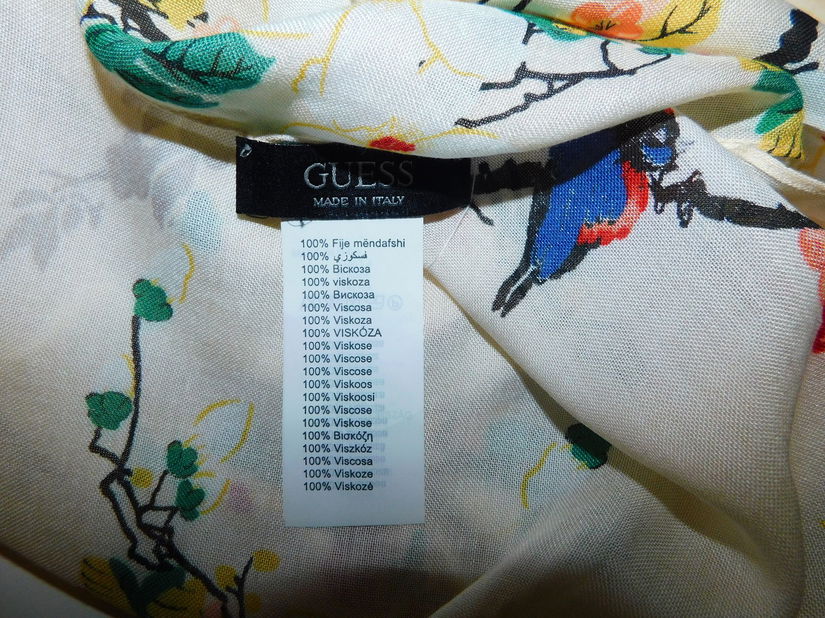 GUESS
MADE IN ITALY
100% Fije mëndafshi
100% فسكوزي
100% Віскоза
100% viskoza
100% Вискоза
100% Viscosa
100% Viskoza
100% VISKÓZA
100% Viskose
100% Viscose
100% Viscose
100% Viskoos
100% Viskoosi
100% Viscose
100% Viskose
100% Βισκόζη
100% Viszkóz
100% Viscosa
100% Viskoze
100% Viskozė